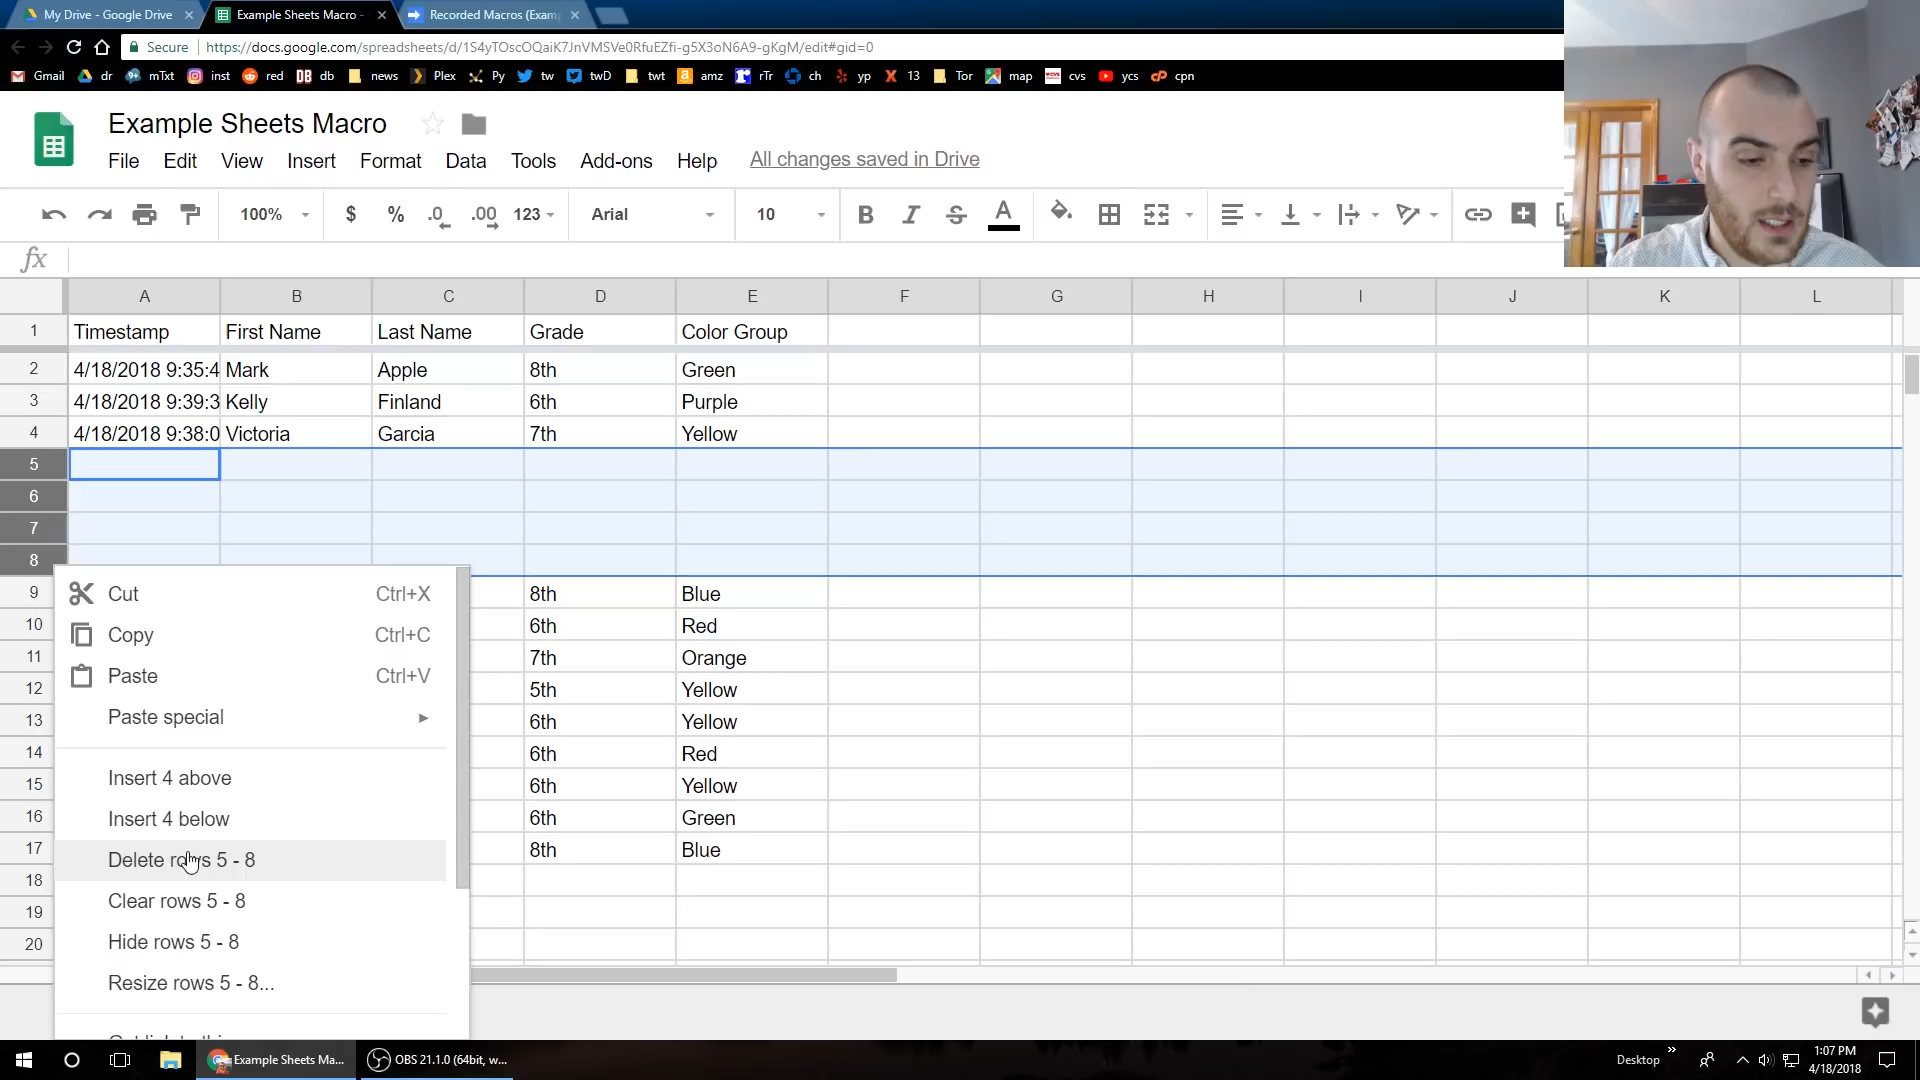 My Drive - Google Drive
Example Sheets Macro -
Recorded Macros (Exam
Secure
https://docs.google.com/spreadsheets/d/1S4yTOscOQaiK7JnVMSVe0RfuEZfi-g5X3oN6A9-gKgM/edit#gid=0
Gmail dr mTxt inst red DB db news Plex Py tw twD twt amz rTr ch yp 13 Tor map cvs ycs cpn
Example Sheets Macro
File Edit View Insert Format Data Tools Add-ons Help All changes saved in Drive
100% $ % .0 .00 123 Arial 10 B I S A
fx
A B C D E F G H I J K L
1 Timestamp First Name Last Name Grade Color Group
2 4/18/2018 9:35:4 Mark Apple 8th Green
3 4/18/2018 9:39:3 Kelly Finland 6th Purple
4 4/18/2018 9:38:0 Victoria Garcia 7th Yellow
5
6
7
8
9 8th Blue
10 6th Red
11 7th Orange
12 5th Yellow
13 6th Yellow
14 6th Red
15 6th Yellow
16 6th Green
17 8th Blue
18
19
20
Cut Ctrl+X
Copy Ctrl+C
Paste Ctrl+V
Paste special
Insert 4 above
Insert 4 below
Delete rows 5 - 8
Clear rows 5 - 8
Hide rows 5 - 8
Resize rows 5 - 8...
Example Sheets Ma...
OBS 21.1.0 (64bit, w...
Desktop
1:07 PM
4/18/2018